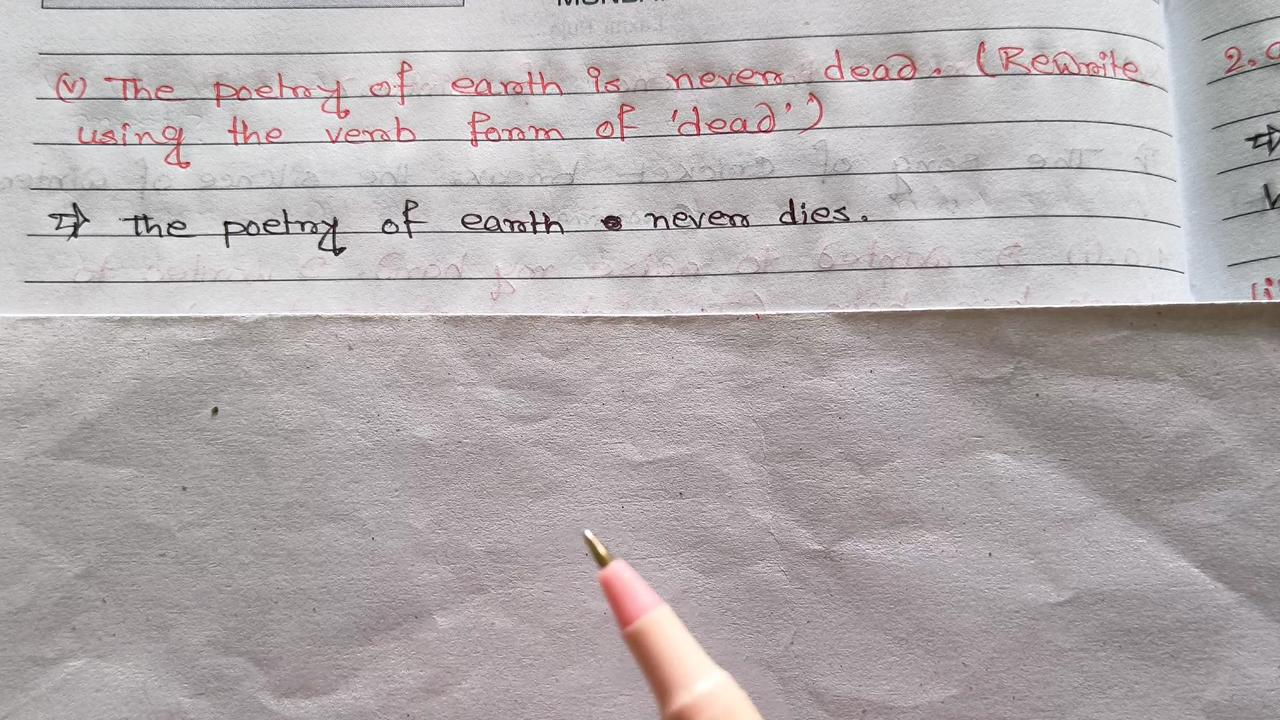 (v) The poetry of earth is never dead. (Rewrite
using the verb form of 'dead')
⇒ The poetry of earth never dies.
2.